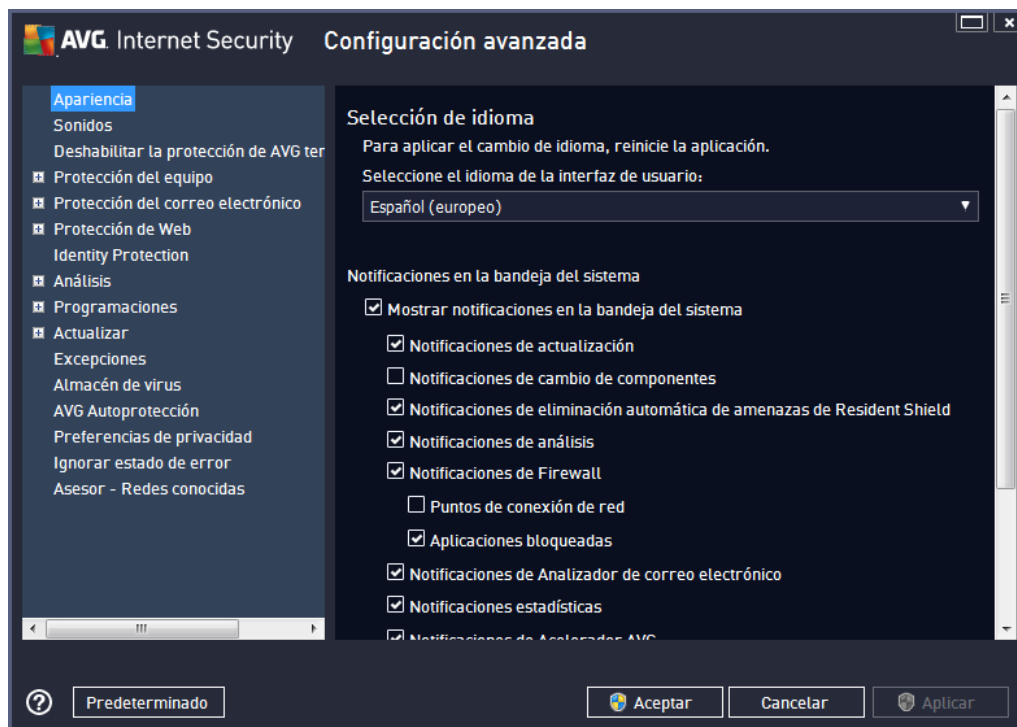 AVG. Internet Security Configuración avanzada
Apariencia
Sonidos
Deshabilitar la protección de AVG ter
Protección del equipo
Protección del correo electrónico
Protección de Web
Identity Protection
Análisis
Programaciones
Actualizar
Excepciones
Almacén de virus
AVG Autoprotección
Preferencias de privacidad
Ignorar estado de error
Asesor - Redes conocidas
Selección de idioma
Para aplicar el cambio de idioma, reinicie la aplicación.
Seleccione el idioma de la interfaz de usuario:
Español (europeo)
Notificaciones en la bandeja del sistema
Mostrar notificaciones en la bandeja del sistema
Notificaciones de actualización
Notificaciones de cambio de componentes
Notificaciones de eliminación automática de amenazas de Resident Shield
Notificaciones de análisis
Notificaciones de Firewall
Puntos de conexión de red
Aplicaciones bloqueadas
Notificaciones de Analizador de correo electrónico
Notificaciones estadísticas
Notificaciones de Acelerador AVG
Predeterminado
Aceptar
Cancelar
Aplicar